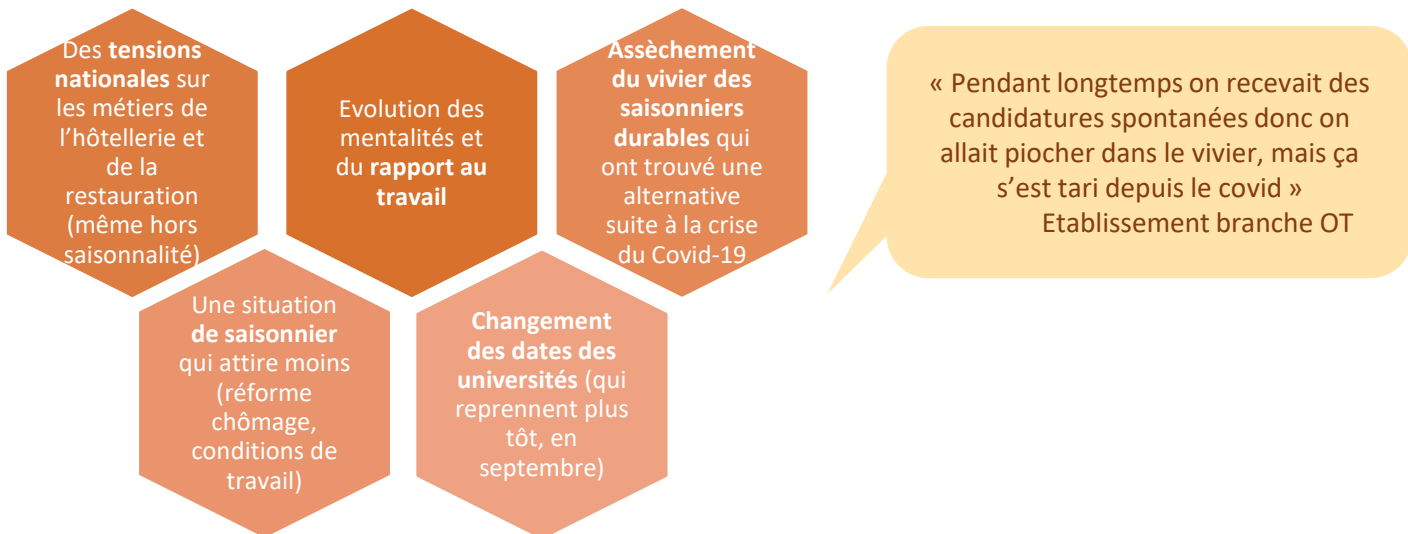 Des tensions
nationales sur
les métiers de
l’hôtellerie et
de la
restauration
(même hors
saisonnalité)
Evolution des
mentalités et
du rapport au
travail
Assèchement
du vivier des
saisonniers
durables qui
ont trouvé une
alternative
suite à la crise
du Covid-19
« Pendant longtemps on recevait des
candidatures spontanées donc on
allait piocher dans le vivier, mais ça
s’est tari depuis le covid »
Etablissement branche OT
Une situation
de saisonnier
qui attire moins
(réforme
chômage,
conditions de
travail)
Changement
des dates des
universités (qui
reprennent plus
tôt, en
septembre)